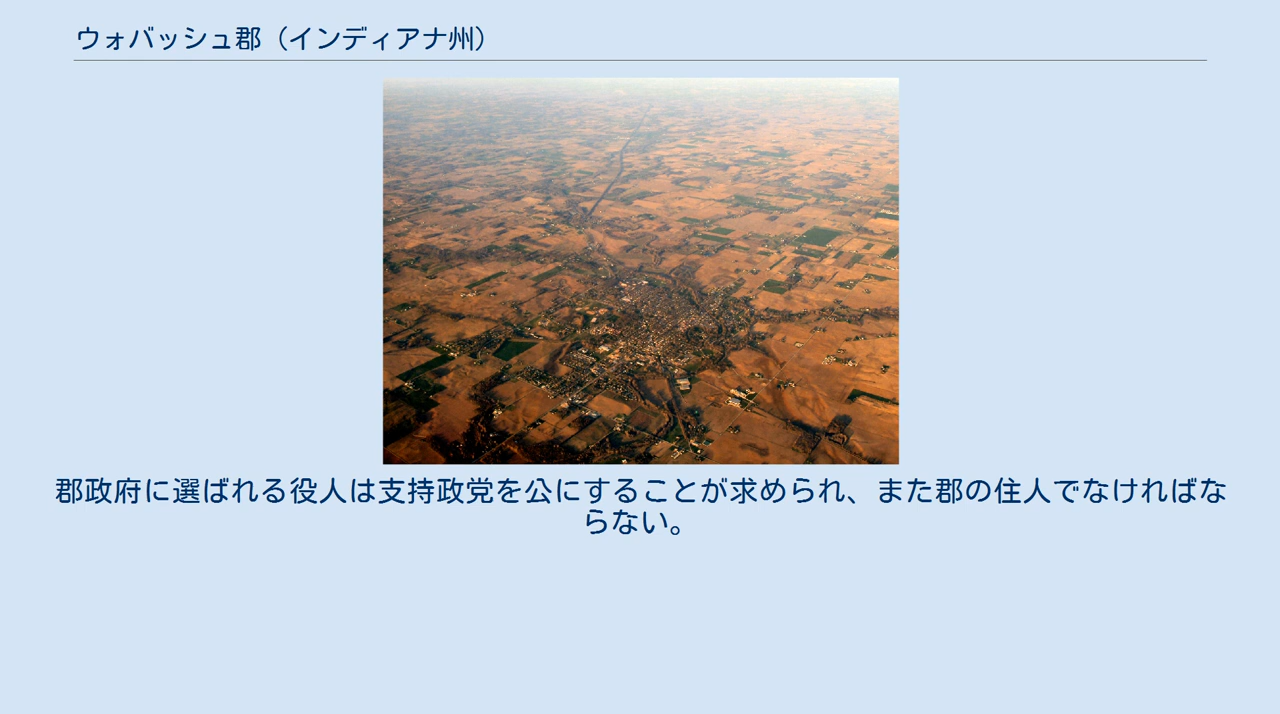 ウォバッシュ郡（インディアナ州）
郡政府に選ばれる役人は支持政党を公にすることが求められ、また郡の住人でなければな
らない。